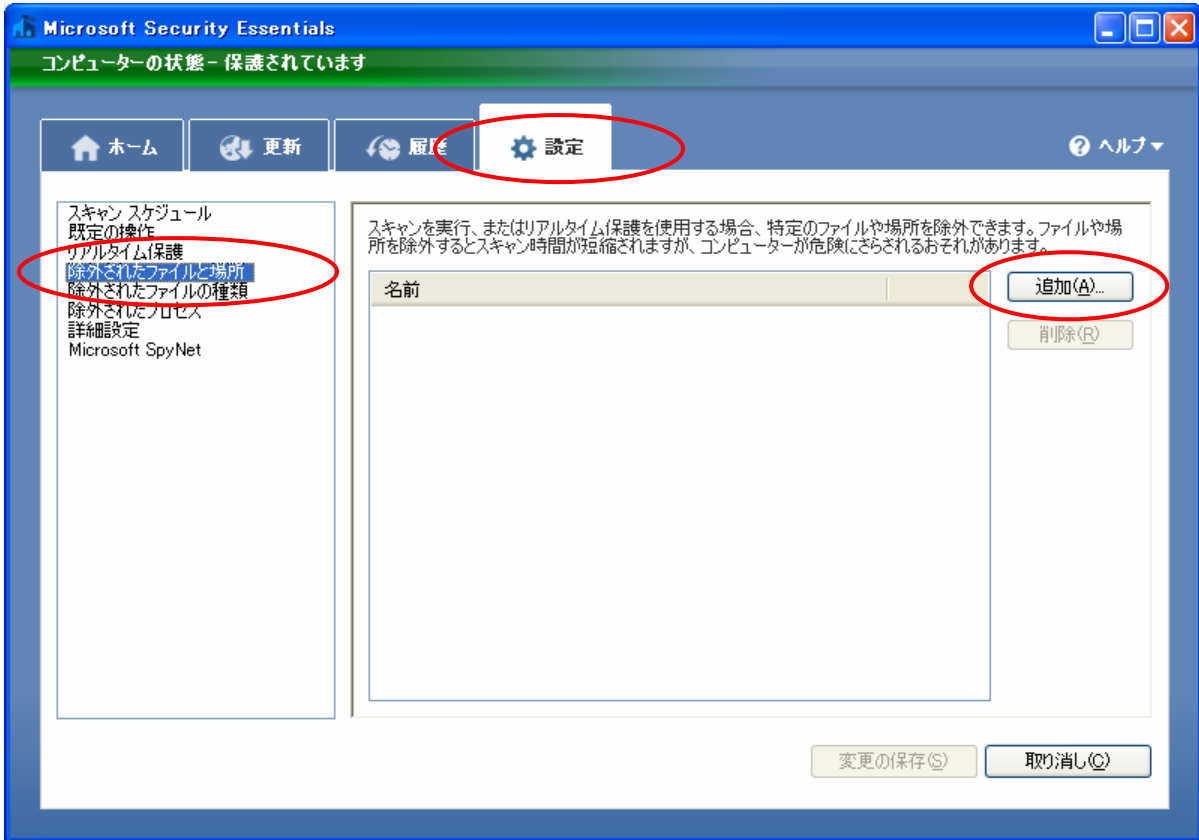 Microsoft Security Essentials
コンピューターの状態- 保護されています
ホーム
更新
履歴
設定
ヘルプ
スキャン スケジュール
既定の操作
リアルタイム保護
除外されたファイルと場所
除外されたファイルの種類
除外されたプロセス
詳細設定
Microsoft SpyNet
スキャンを実行、またはリアルタイム保護を使用する場合、特定のファイルや場所を除外できます。ファイルや場
所を除外するとスキャン時間が短縮されますが、コンピューターが危険にさらされるおそれがあります。
名前
追加(A)...
削除(R)
変更の保存(S)
取り消し(C)